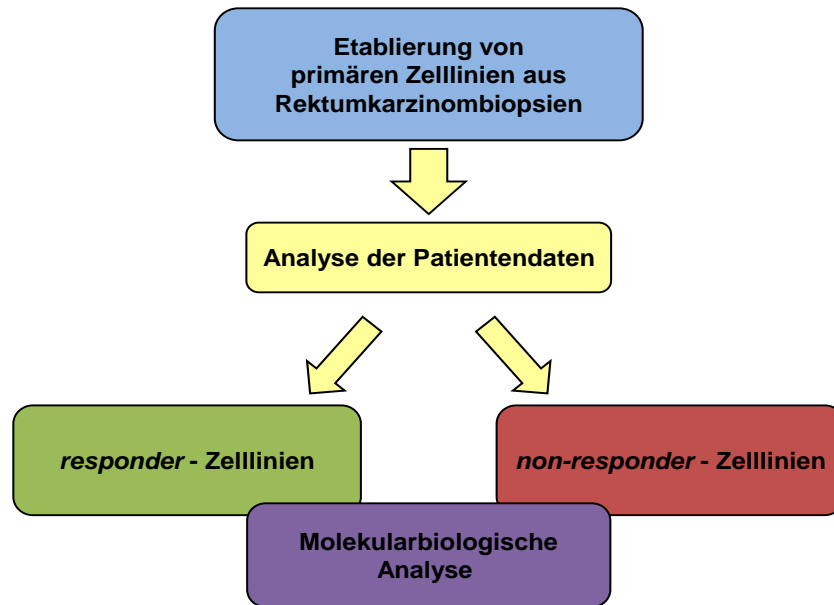 Etablierung von
primären Zelllinien aus
Rektumkarzinombiopsien
Analyse der Patientendaten
responder - Zelllinien
non-responder - Zelllinien
Molekularbiologische
Analyse